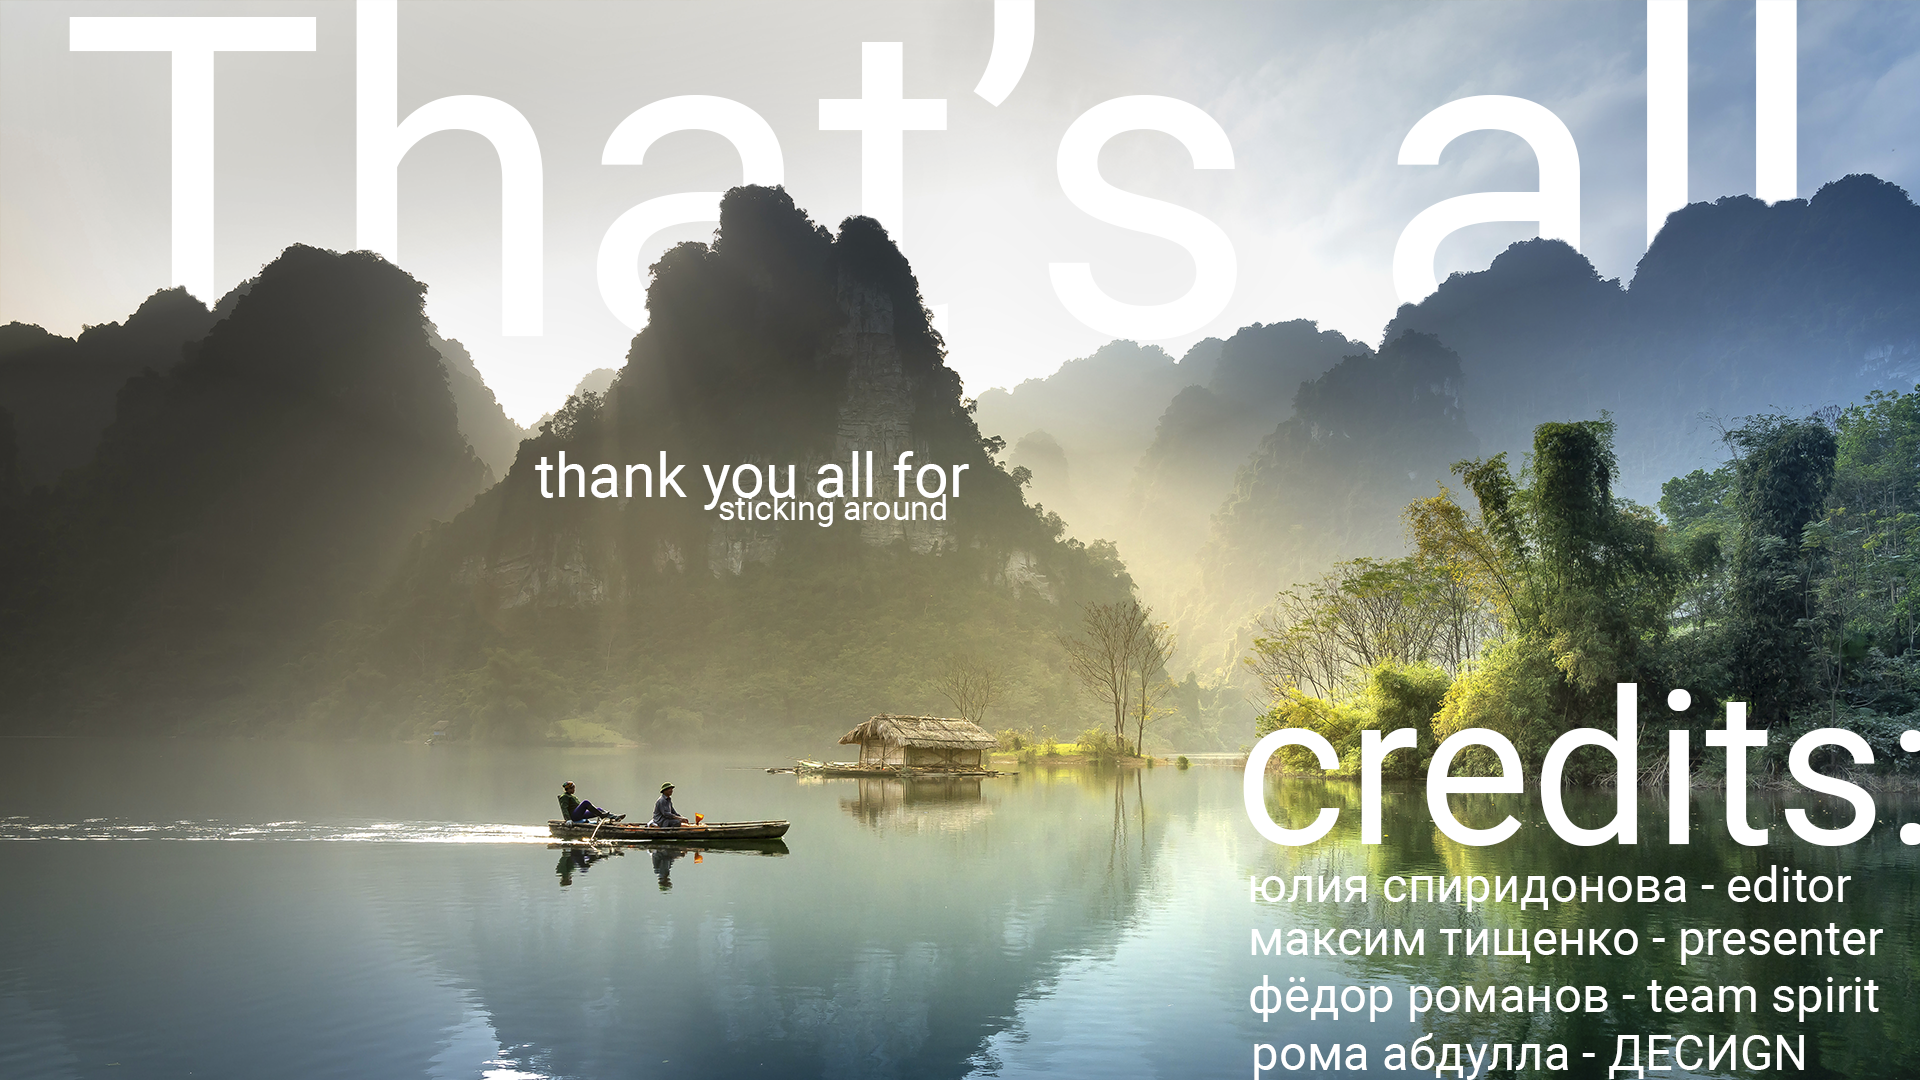 That’s all
thank you all for
sticking around
credits:
юлия спиридонова - editor
максим тищенко - presenter
фёдор романов - team spirit
рома абдулла - ДЕСИGN